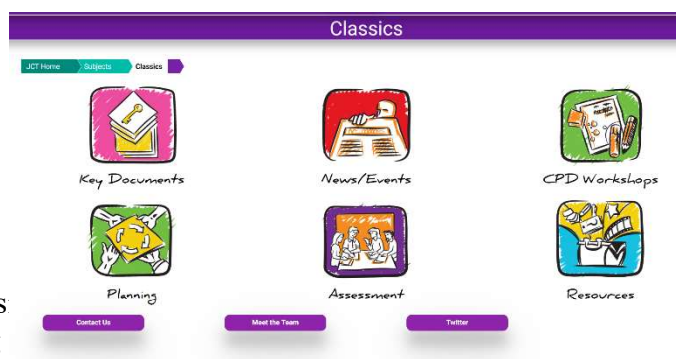 Classics
JCT Home Subjects Classics
Key Documents News/Events CPD Workshops
Planning Assessment Resources
s
Contact Us Meet the Team Twitter